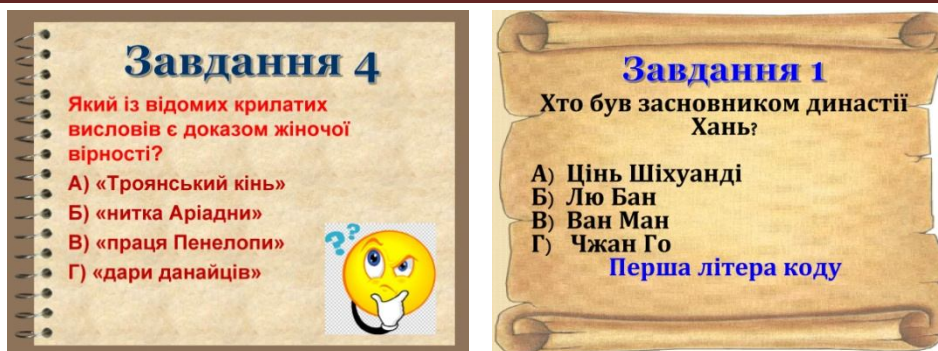 Завдання 4
Який із відомих крилатих
висловів є доказом жіночої
вірності?
А) «Троянський кінь»
Б) «нитка Аріадни»
В) «праця Пенелопи»
Г) «дари данайців»
??
Завдання 1
Хто був засновником династії
Хань?
А) Цінь Шіхуанді
Б) Лю Бан
В) Ван Ман
Г) Чжан Го
Перша літера коду